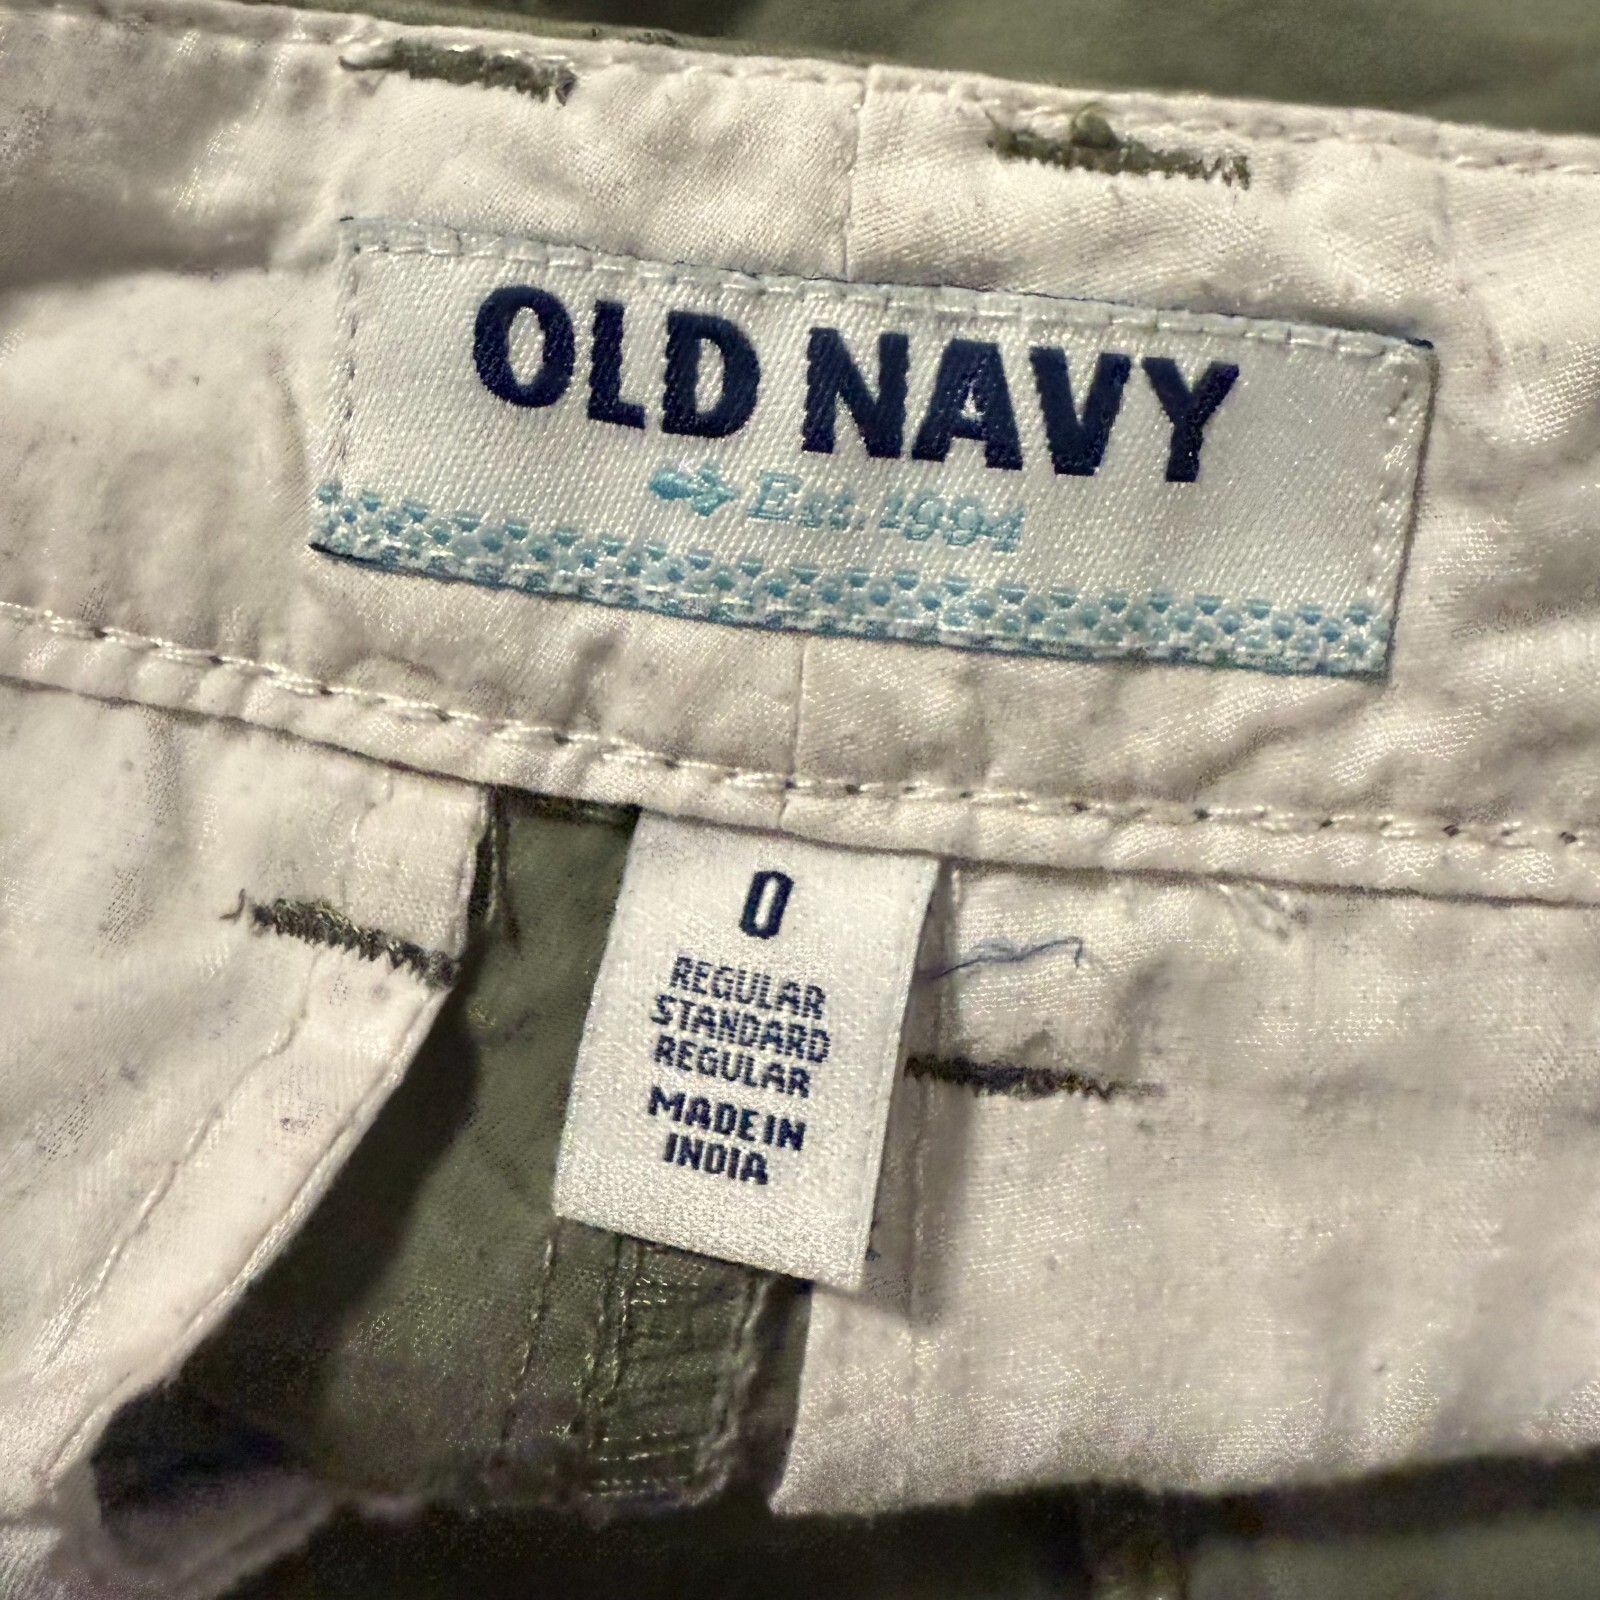 OLD NAVY
Est. 1994
0
REGULAR
STANDARD
REGULAR
MADE IN
INDIA